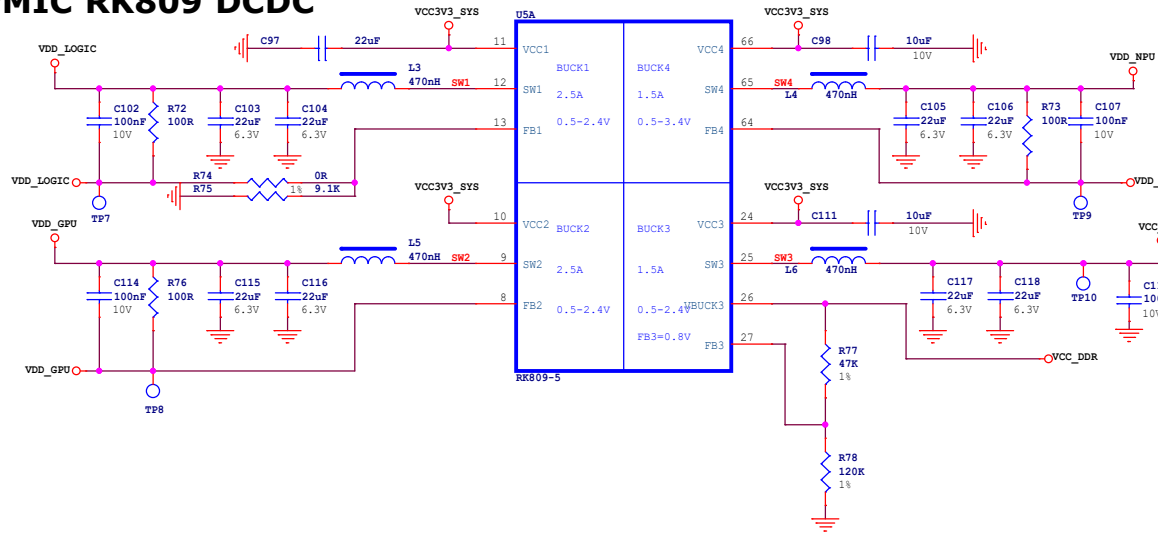 MIC RK809 DCDC
VCC3V3_SYS
U5A
VCC3V3_SYS
C97
22uF
11
VCC1
VCC4
66
C98
10uF
10V
VDD_LOGIC
L3
470nH
SW1
12
SW1
BUCK1
2.5A
0.5-2.4V
BUCK4
1.5A
0.5-3.4V
SW4
65
SW4
L4
470nH
VDD_NPU
C102
100nF
10V
R72
100R
C103
22uF
6.3V
C104
22uF
6.3V
13
FB1
FB4
64
C105
22uF
6.3V
C106
22uF
6.3V
R73
100R
C107
100nF
10V
VDD_LOGIC
TP7
R74
0R
R75
1%
9.1K
VDD_
TP9
VCC3V3_SYS
VCC3V3_SYS
10
VCC2
VCC3
24
C111
10uF
10V
VDD_GPU
VCC
L5
470nH
SW2
9
SW2
BUCK2
2.5A
0.5-2.4V
BUCK3
1.5A
0.5-2.4V
FB3=0.8V
SW3
25
SW3
L6
470nH
TP10
C114
100nF
10V
R76
100R
C115
22uF
6.3V
C116
22uF
6.3V
8
FB2
VBUCK3
26
FB3
27
C117
22uF
6.3V
C118
22uF
6.3V
C11
10
10V
VDD_GPU
TP8
RK809-5
R77
47K
1%
VCC_DDR
R78
120K
1%